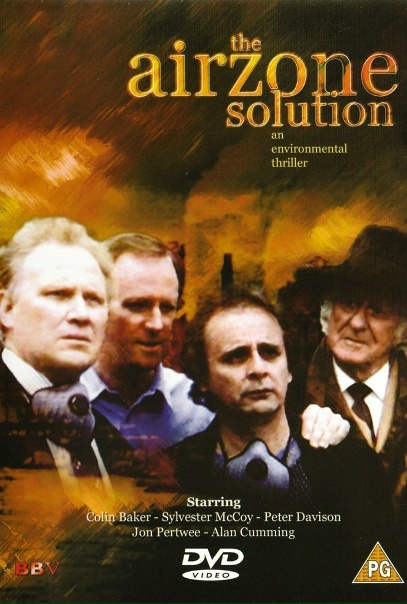 the
airzone
solution
an
environmental
thriller
Starring
Colin Baker - Sylvester McCoy - Peter Davison
Jon Pertwee - Alan Cumming
BBV
DVD
VIDEO
PG